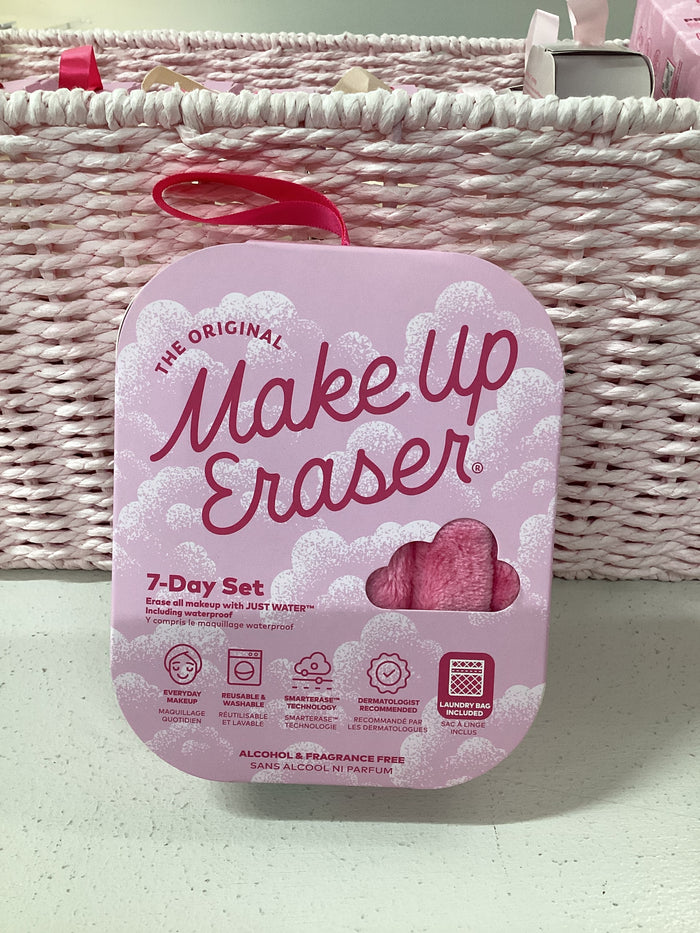 THE ORIGINAL
Make Up
Eraser®
7-Day Set
Erase all makeup with JUST WATER™
Including waterproof
Y compris le maquillage waterproof
EVERYDAY
MAKEUP
MAQUILLAGE
QUOTIDIEN
REUSABLE &
WASHABLE
RÉUTILISABLE
ET LAVABLE
SMARTERASE™
TECHNOLOGY
SMARTERASE™
TECHNOLOGIE
DERMATOLOGIST
RECOMMENDED
RECOMMANDÉ PAR
LES DERMATOLOGUES
LAUNDRY BAG
INCLUDED
SAC À LINGE
INCLUS
ALCOHOL & FRAGRANCE FREE
SANS ALCOOL NI PARFUM